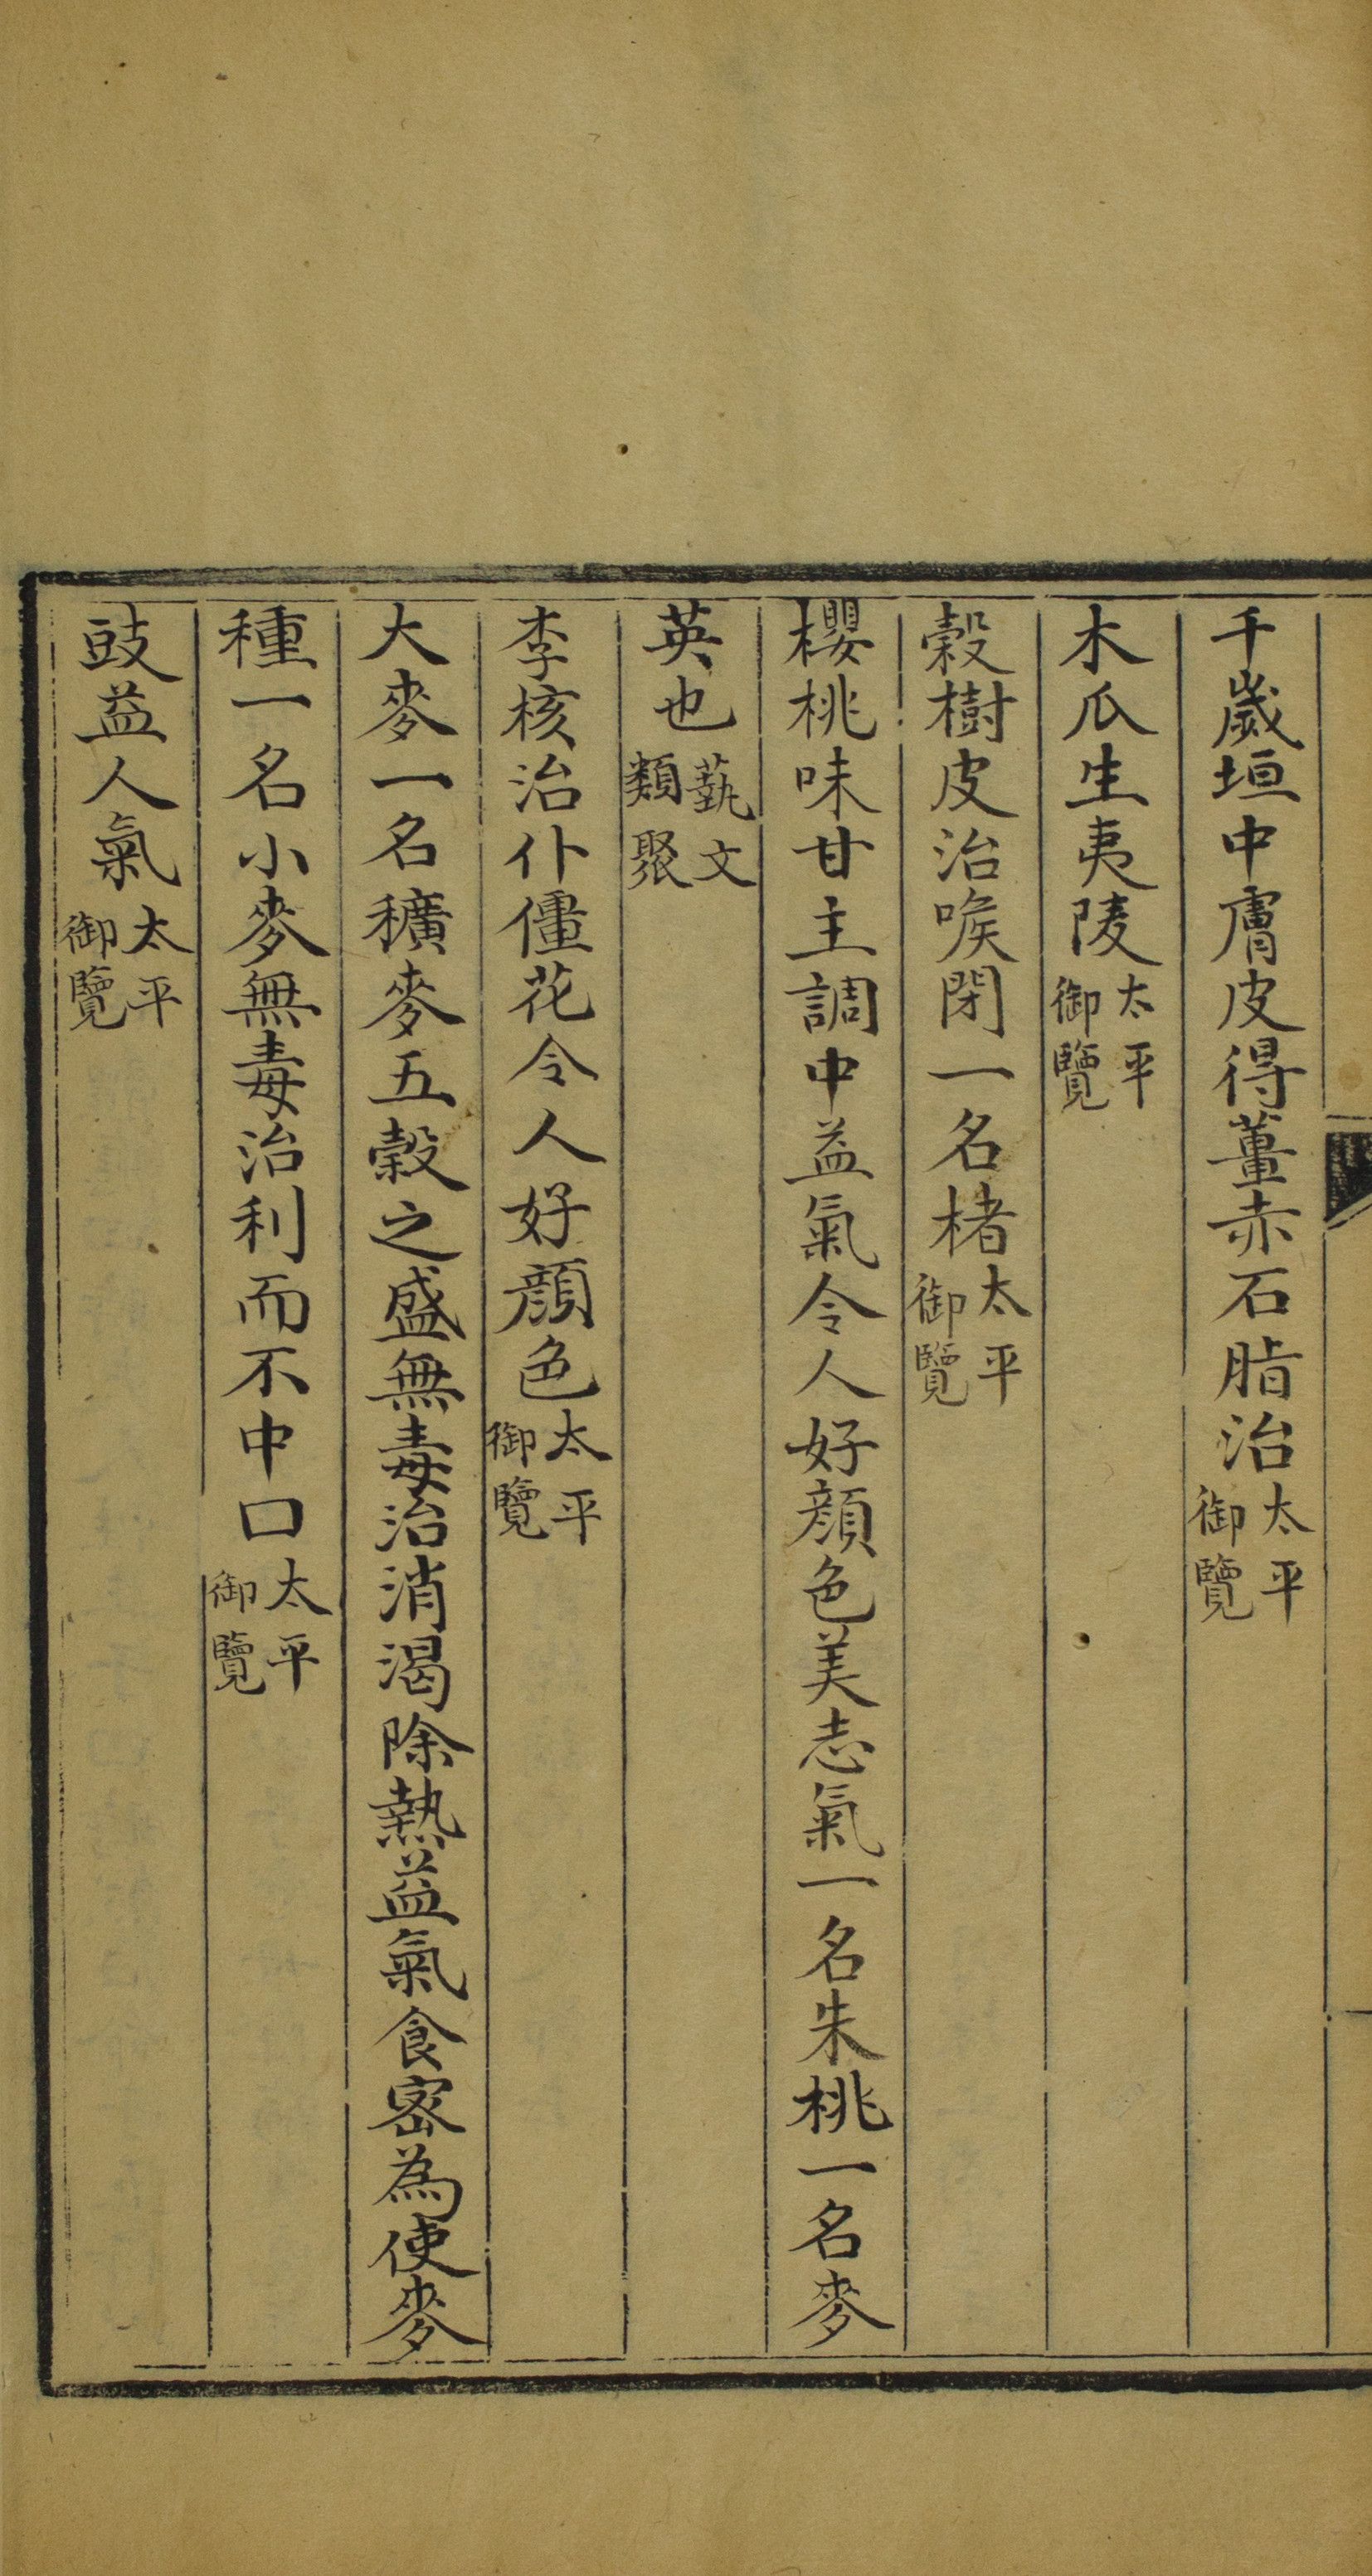 千歲垣中膚皮得薑赤石脂治太平御覽
木瓜生夷陵太平御覽
穀樹皮治喉閉一名楮太平御覽
櫻桃味甘主調中益氣令人好顏色美志氣一名朱桃一名麥
英也藝文類聚
李核治仆僵花令人好顏色太平御覽
大麥一名穬麥五穀之盛無毒治消渴除熱益氣食宻為使麥
種一名小麥無毒治利而不中口太平御覽
豉益人氣太平御覽